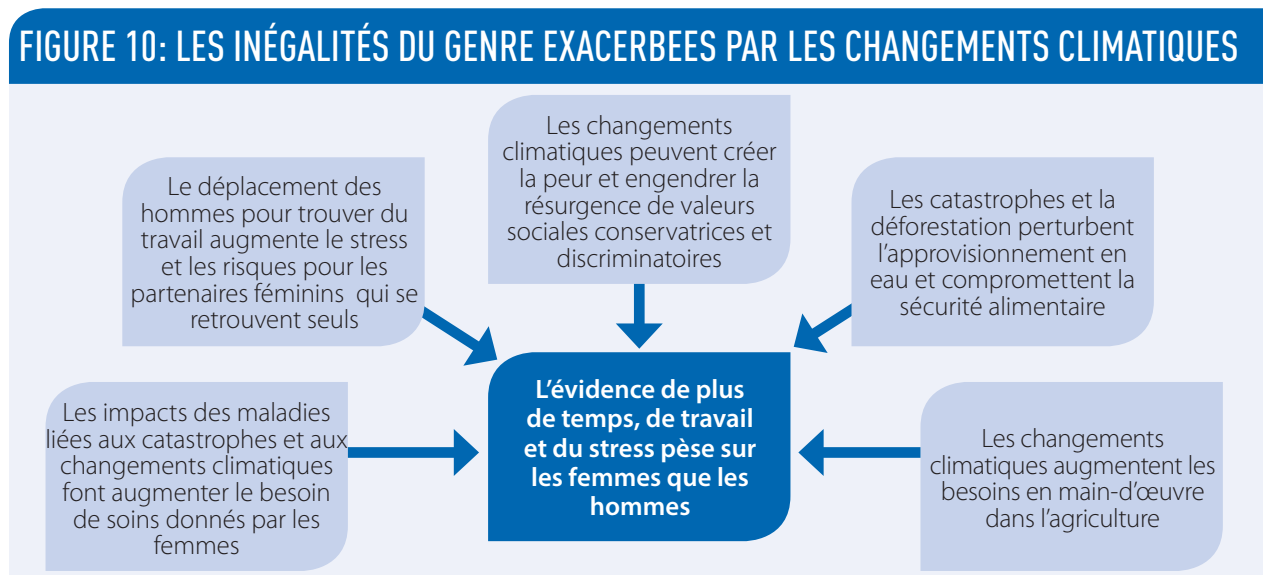 FIGURE 10: LES INÉGALITÉS DU GENRE EXACERBEES PAR LES CHANGEMENTS CLIMATIQUES
Le déplacement des
hommes pour trouver du
travail augmente le stress
et les risques pour les
partenaires féminins qui se
retrouvent seuls
Les changements
climatiques peuvent créer
la peur et engendrer la
résurgence de valeurs
sociales conservatrices et
discriminatoires
Les catastrophes et la
déforestation perturbent
l’approvisionnement en
eau et compromettent la
sécurité alimentaire
Les impacts des maladies
liées aux catastrophes et aux
changements climatiques
font augmenter le besoin
de soins donnés par les
femmes
L’évidence de plus
de temps, de travail
et du stress pèse sur
les femmes que les
hommes
Les changements
climatiques augmentent les
besoins en main-d’œuvre
dans l’agriculture